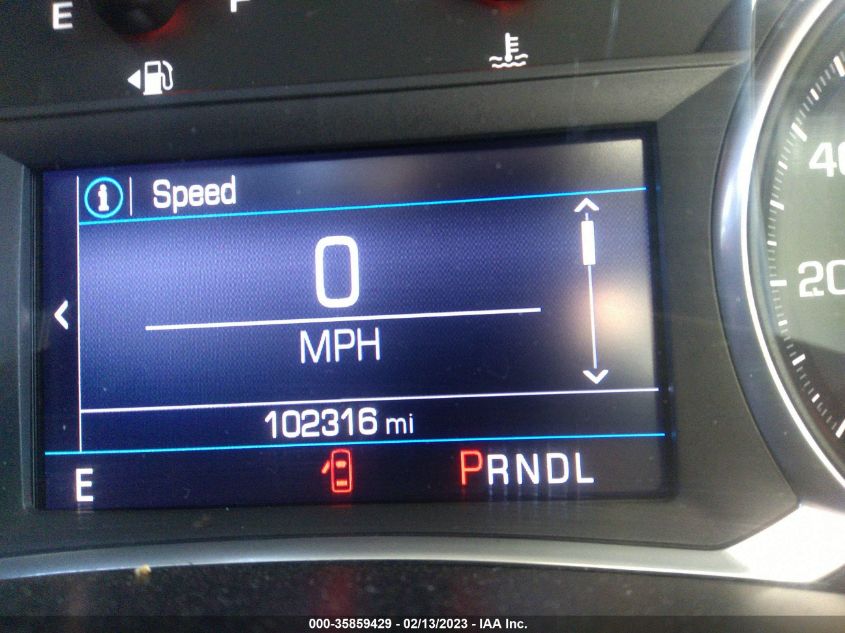 E
Speed
0
MPH
102316 mi
E
PRNDL
40
20
000-35859429 - 02/13/2023 - IAA Inc.